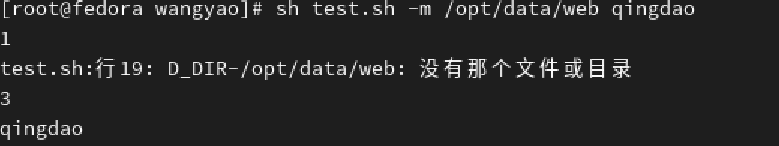 [root@fedora wangyao]# sh test.sh -m /opt/data/web qingdao
1
test.sh:行19: D_DIR-/opt/data/web: 没有那个文件或目录
3
qingdao